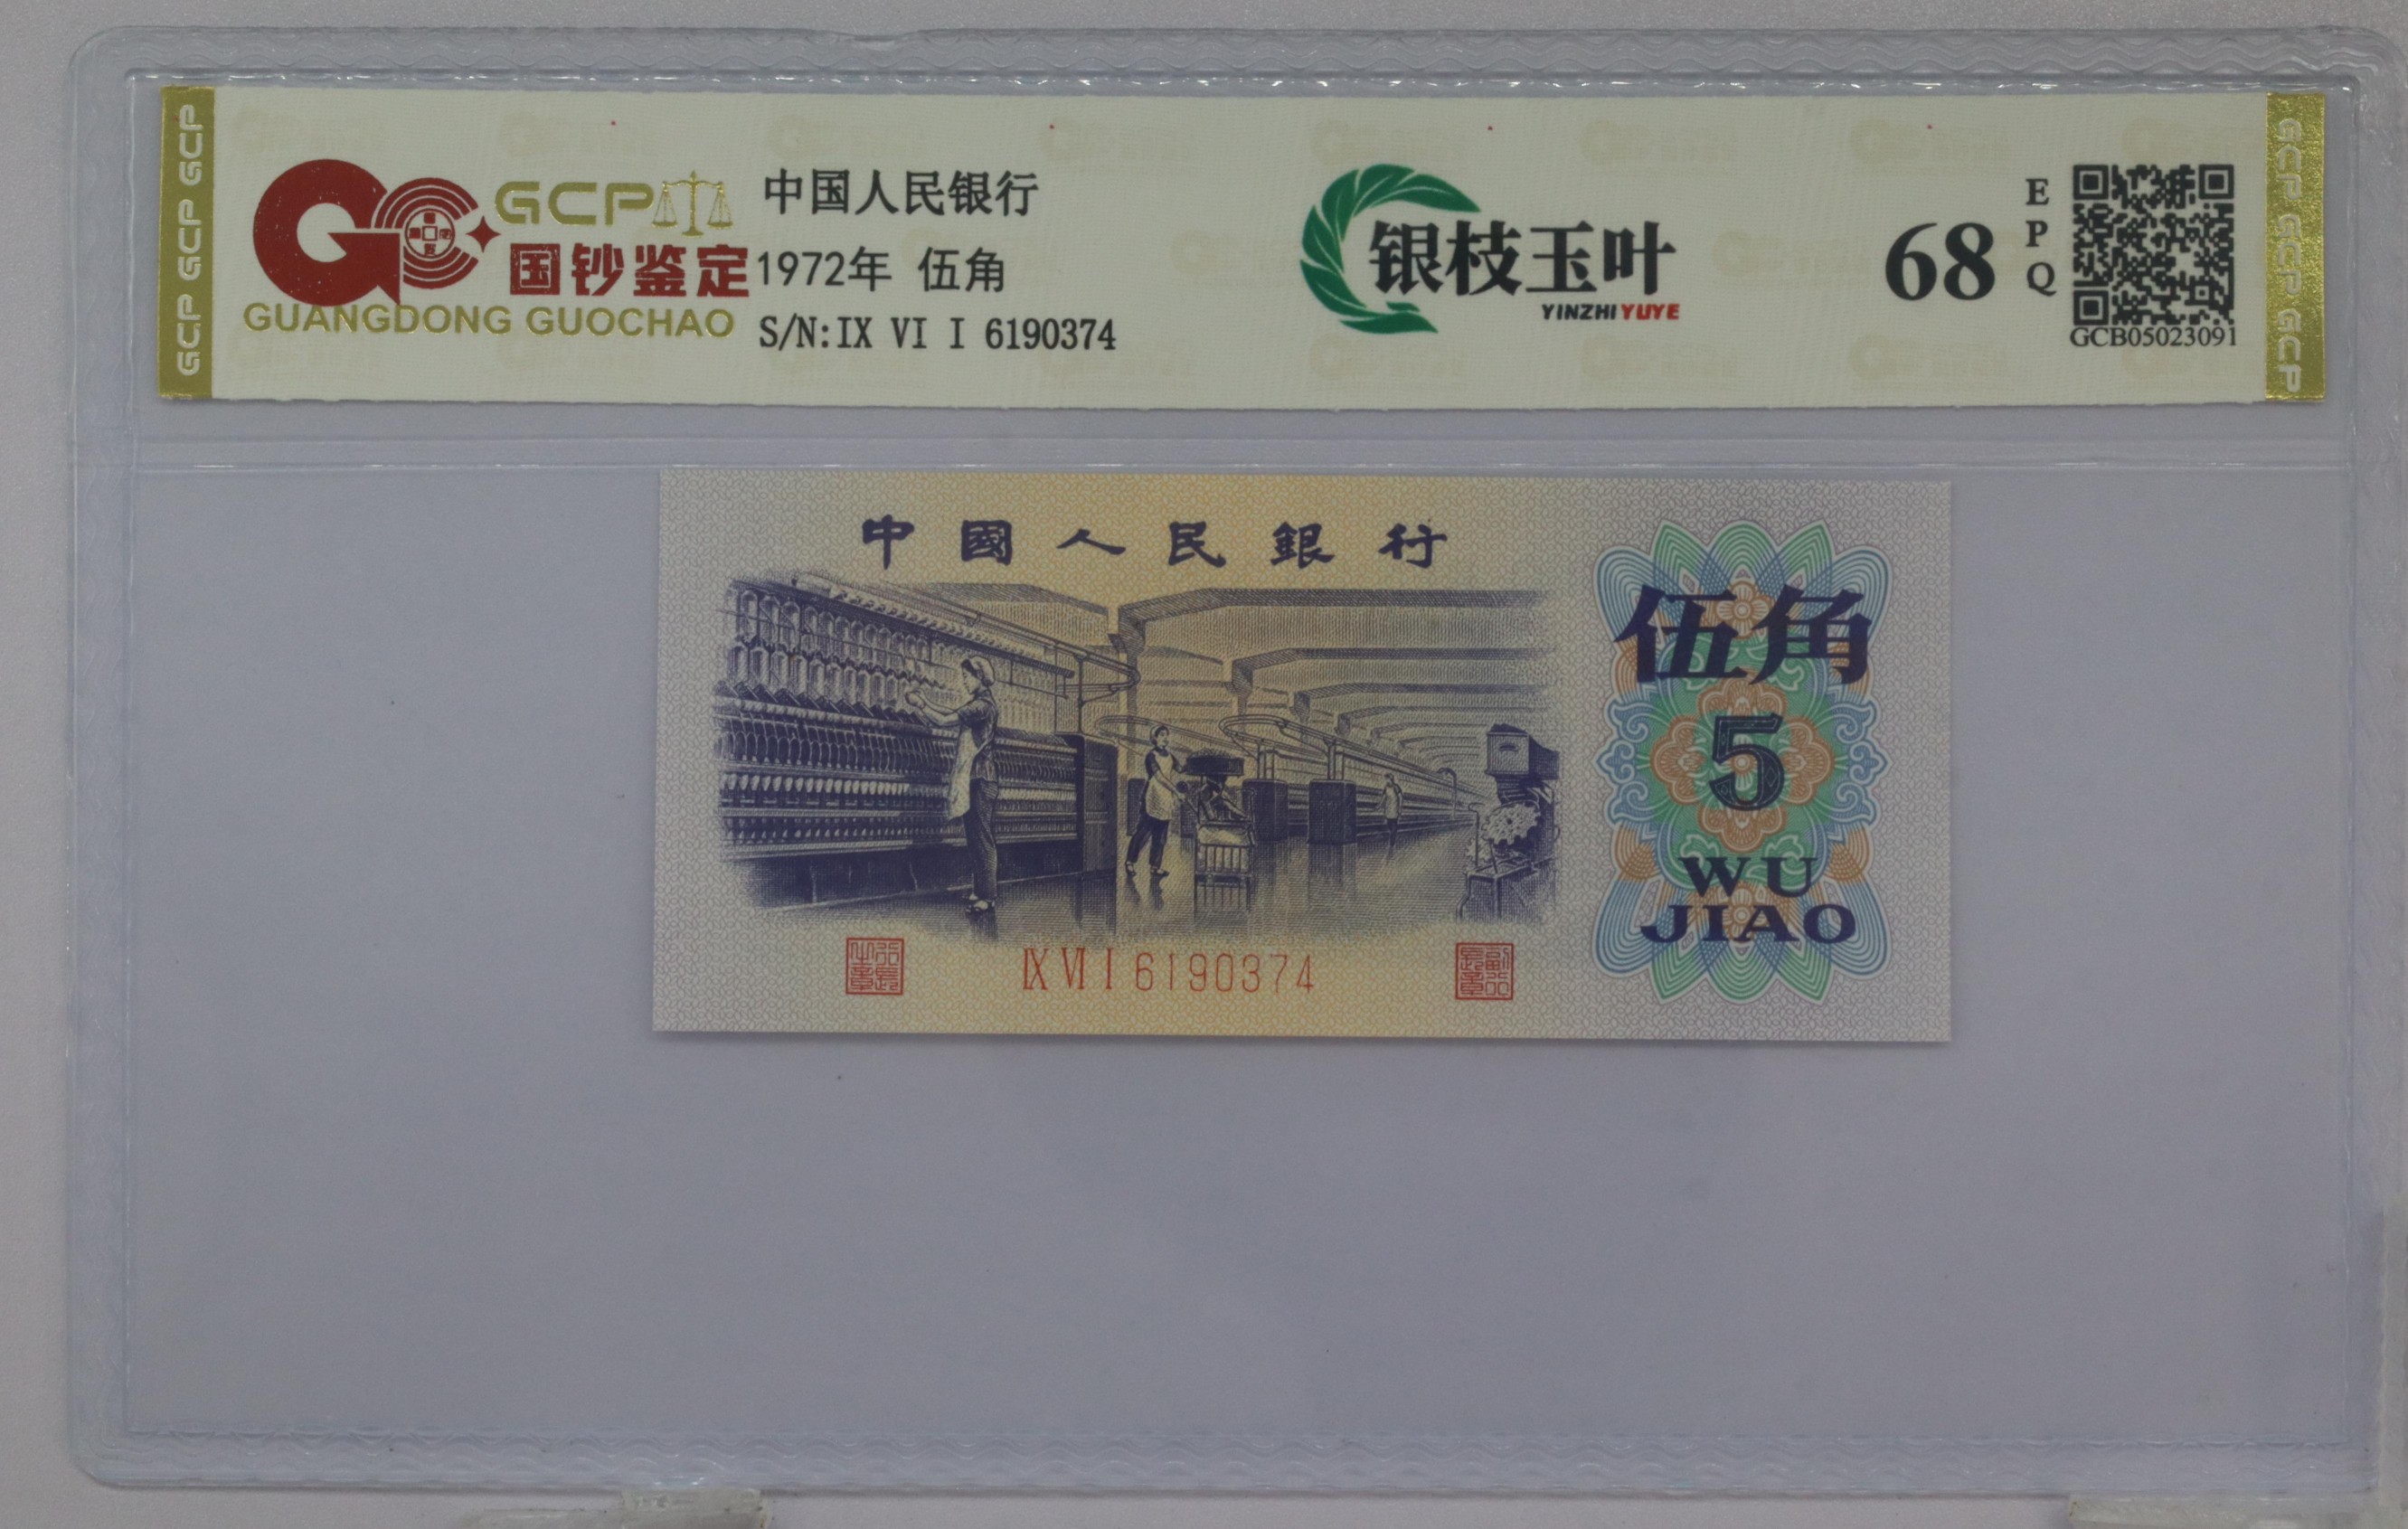 GCP GCP GCP
GCP
国钞鉴定
GUANGDONG GUOCHAO
中国人民银行
1972年 伍角
S/N:IX VI I 6190374
银枝玉叶
YINZHI YUYE
68
EPQ
GCB05023091
GCP GCP GCP
中國人民銀行
伍角
5
WU
JIAO
IX VI I 6190374